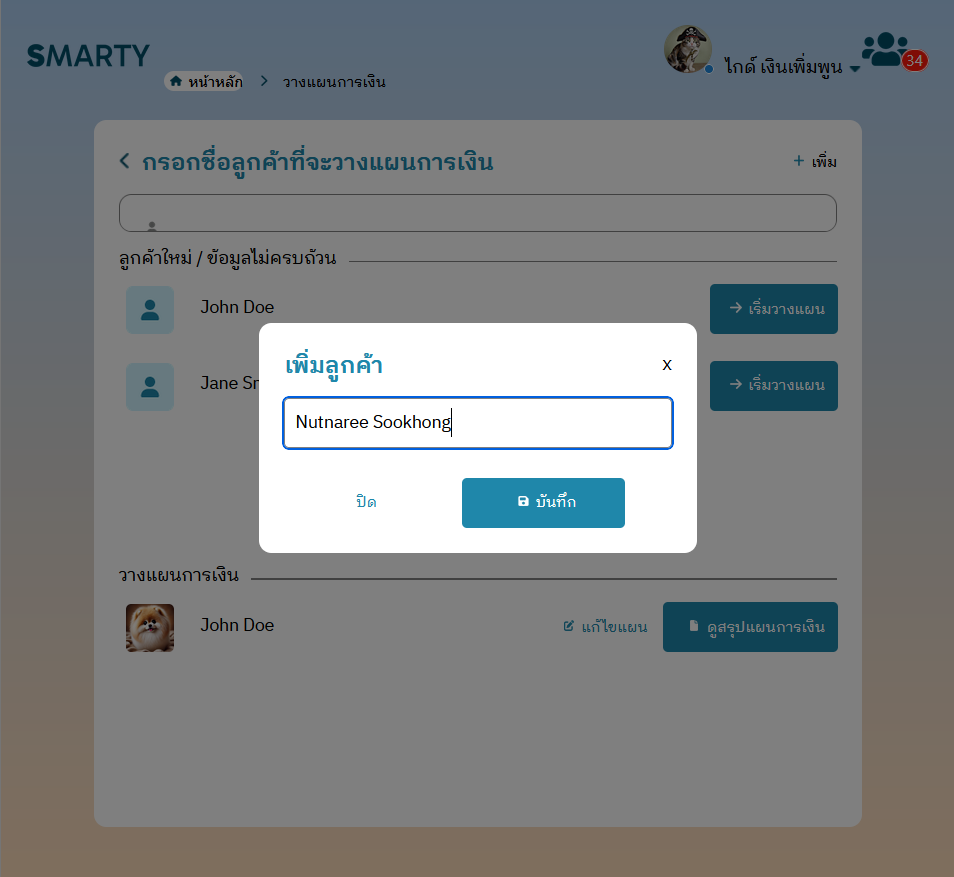 SMARTY
หน้าหลัก > วางแผนการเงิน
ไกด์ เงินเพิ่มพูน
34
กรอกชื่อลูกค้าที่จะวางแผนการเงิน
+ เพิ่ม
ลูกค้าใหม่ / ข้อมูลไม่ครบถ้วน
John Doe
เริ่มวางแผน
Jane Sr
เริ่มวางแผน
เพิ่มลูกค้า
X
Nutnaree Sookhong
ปิด
บันทึก
วางแผนการเงิน
John Doe
แก้ไขแผน
ดูสรุปแผนการเงิน